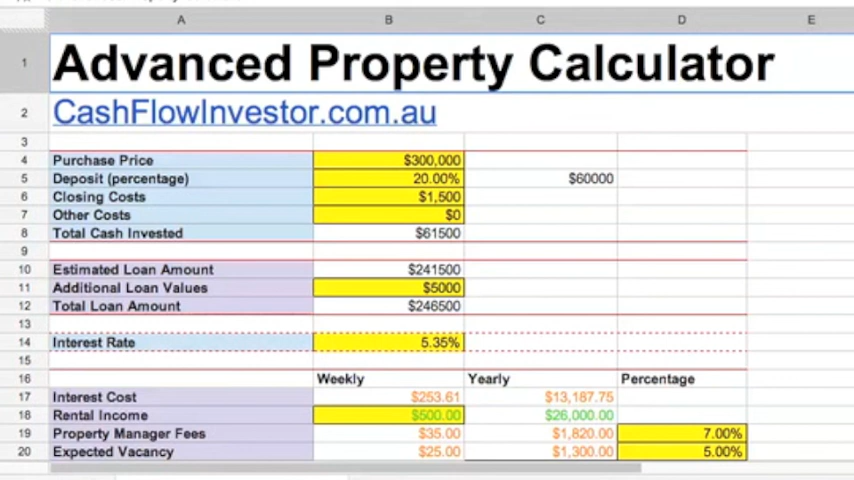 A B C D E
1 Advanced Property Calculator
2 CashFlowInvestor.com.au
3
4 Purchase Price $300,000
5 Deposit (percentage) 20.00% $60000
6 Closing Costs $1,500
7 Other Costs $0
8 Total Cash Invested $61500
9
10 Estimated Loan Amount $241500
11 Additional Loan Values $5000
12 Total Loan Amount $246500
13
14 Interest Rate 5.35%
15
16 Weekly Yearly Percentage
17 Interest Cost $253.61 $13,187.75
18 Rental Income $500.00 $26,000.00
19 Property Manager Fees $35.00 $1,820.00 7.00%
20 Expected Vacancy $25.00 $1,300.00 5.00%